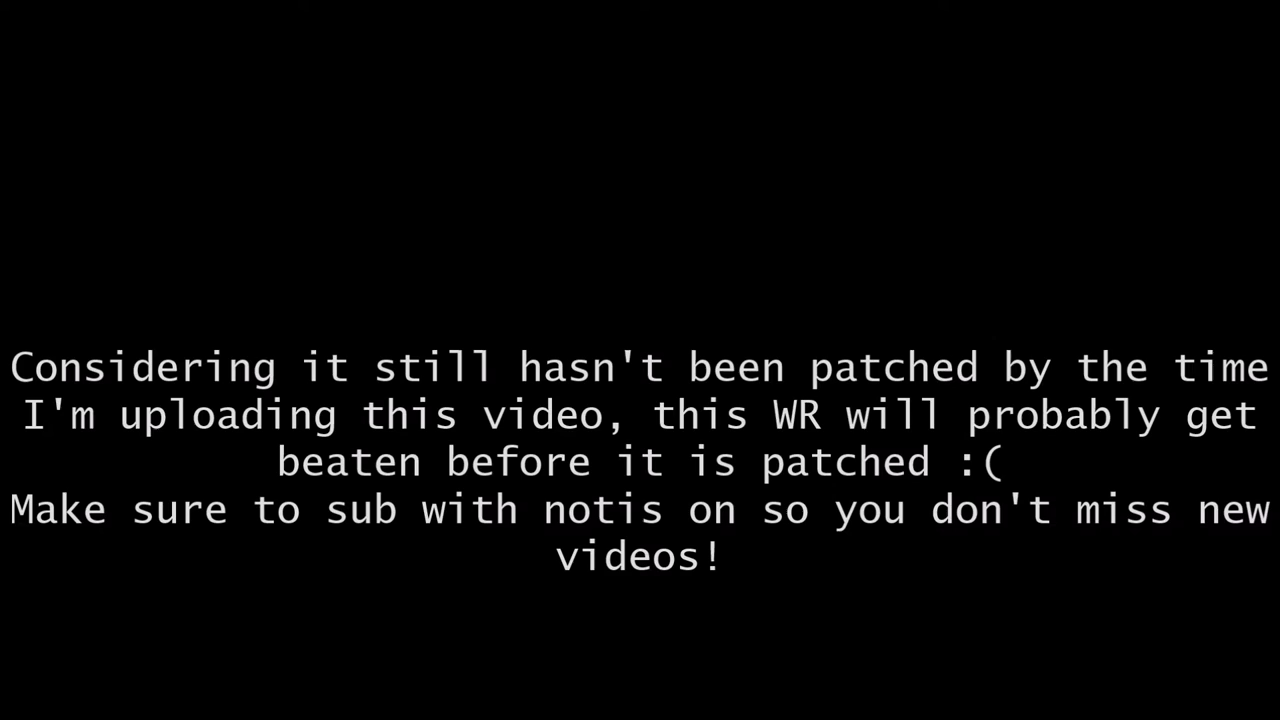 Considering it still hasn't been patched by the time
I'm uploading this video, this WR will probably get
beaten before it is patched :(
Make sure to sub with notis on so you don't miss new
videos!